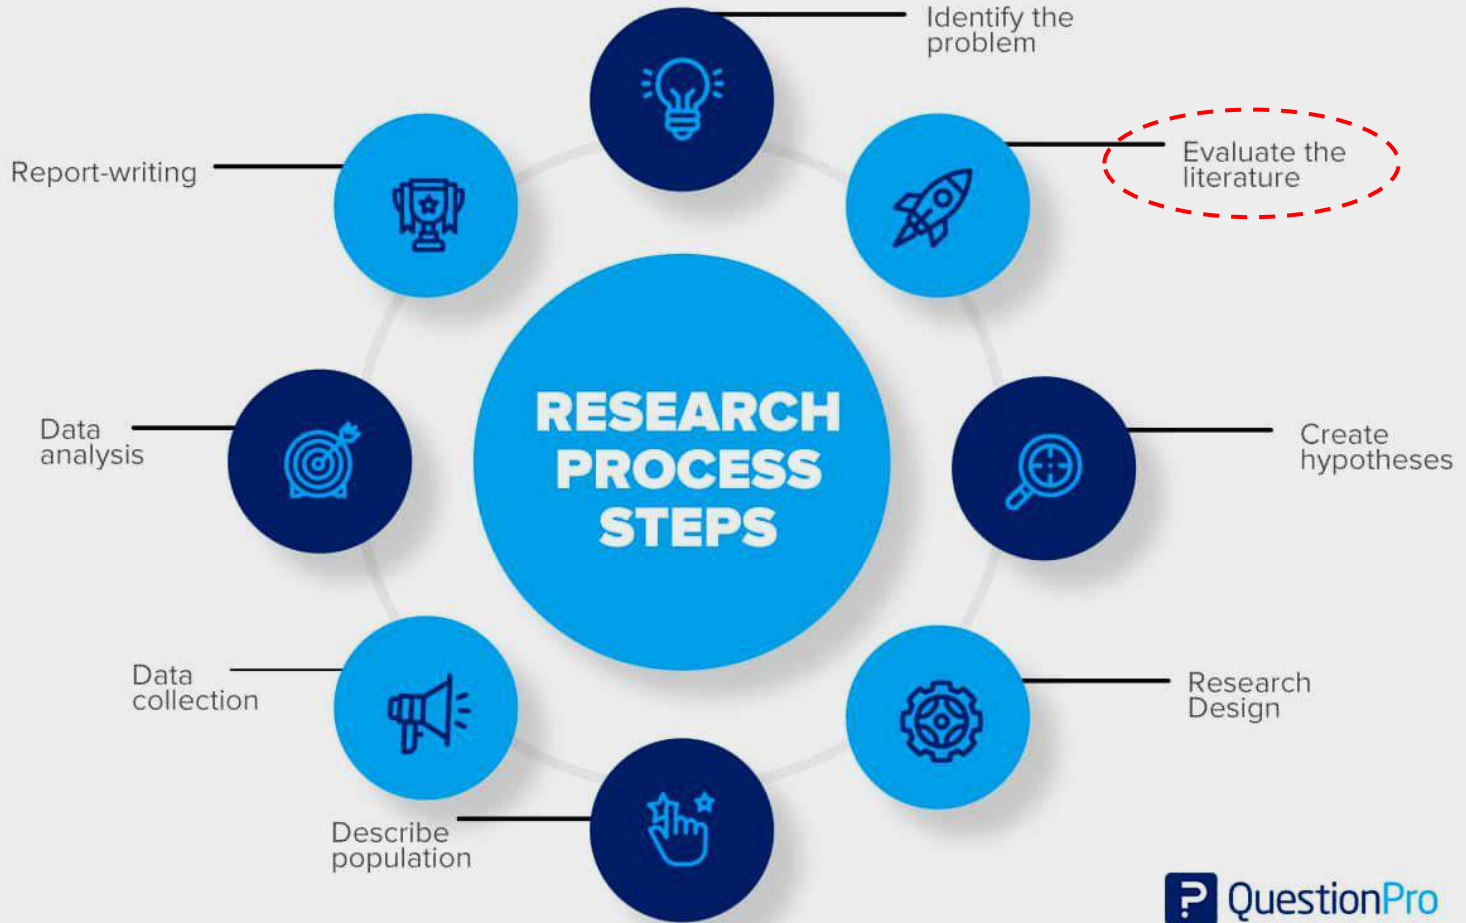 Identify the
problem
Evaluate the
literature
Create
hypotheses
Research
Design
Describe
population
Data
collection
Data
analysis
Report-writing
RESEARCH
PROCESS
STEPS
QuestionPro